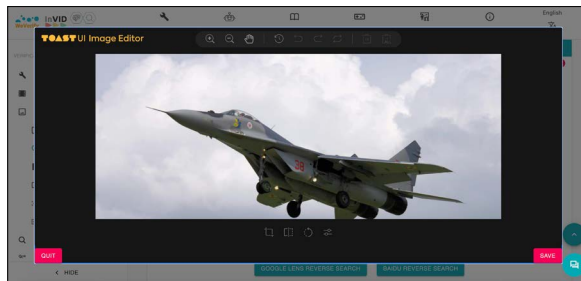 InVID
English
TOAST UI Image Editor
38
QUIT
SAVE
HIDE
GOOGLE LENS REVERSE SEARCH
BAIDU REVERSE SEARCH